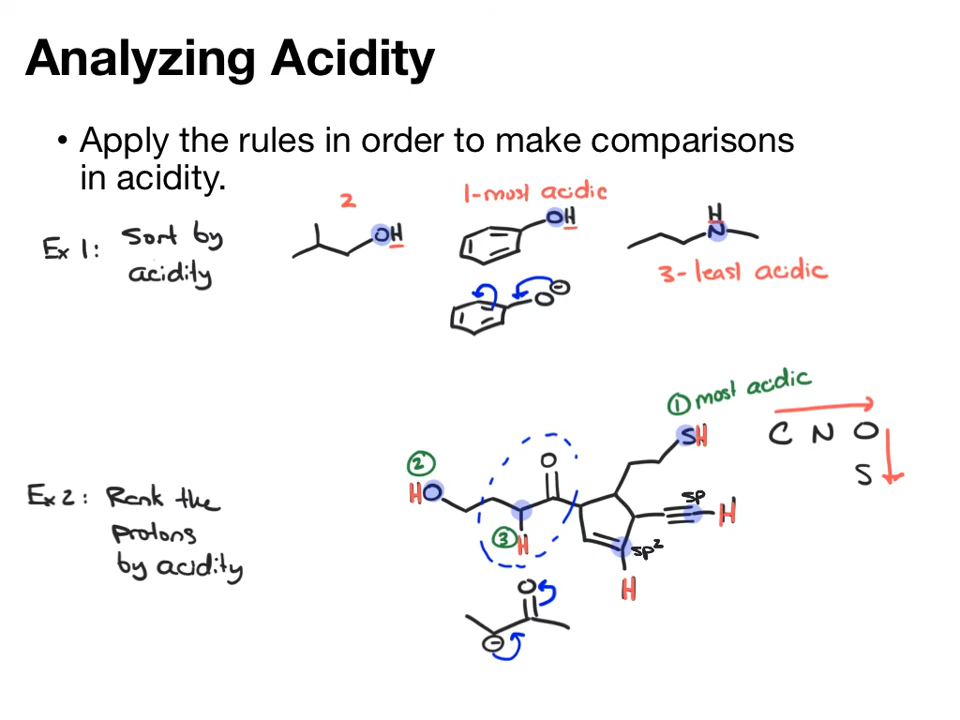 Analyzing Acidity
• Apply the rules in order to make comparisons
in acidity.
Ex 1: Sort by
acidity
2
OH
1-most acidic
OH
H
N
3-least acidic
O ⊖
① most acidic
SH
C N O
S
Ex 2: Rank the
protons
by acidity
②
HO
O
③
H
sp
H
sp²
H
O
⊖